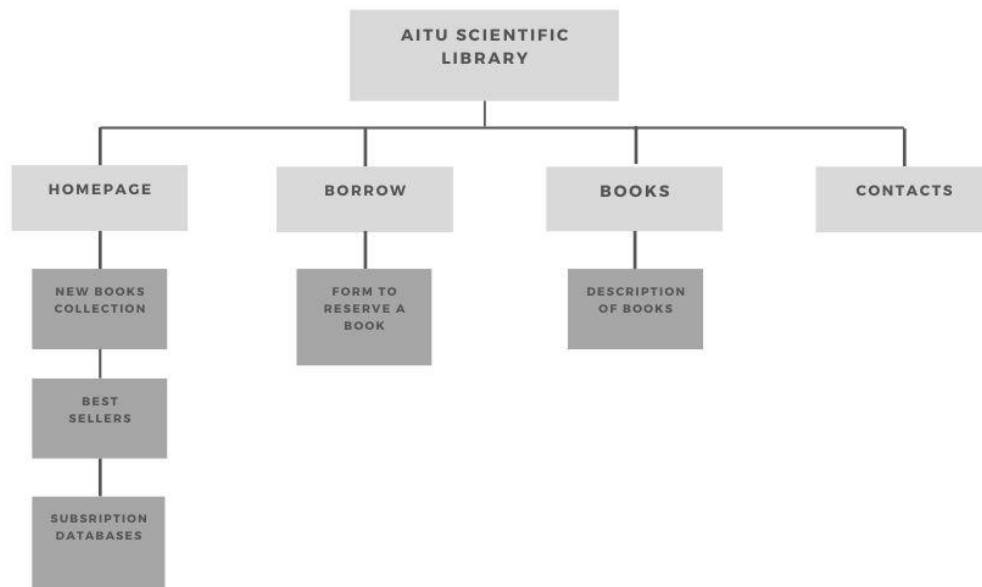 AITU SCIENTIFIC
LIBRARY
HOMEPAGE
BORROW
BOOKS
CONTACTS
NEW BOOKS
COLLECTION
FORM TO
RESERVE A
BOOK
DESCRIPTION
OF BOOKS
BEST
SELLERS
SUBSRIPTION
DATABASES